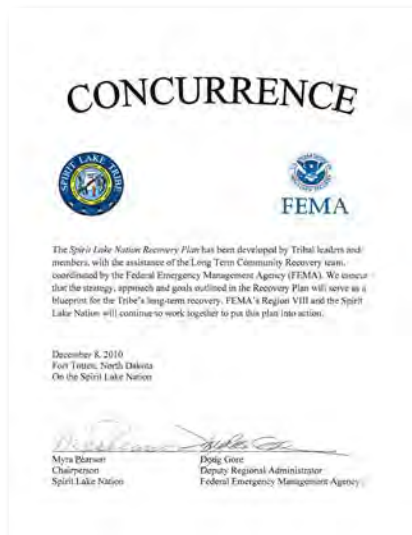 CONCURRENCE
SPIRIT LAKE TRIBE
FEMA
The Spirit Lake Nation Recovery Plan has been developed by Tribal leaders and
members, with the assistance of the Long Term Community Recovery team,
coordinated by the Federal Emergency Management Agency (FEMA). We concur
that the strategy, approach and goals outlined in the Recovery Plan will serve as a
blueprint for the Tribe's long-term recovery. FEMA's Region VIII and the Spirit
Lake Nation will continue to work together to put this plan into action.
December 8, 2010
Fort Totten, North Dakota
On the Spirit Lake Nation
Myra Pearson
Doug Gore
Chairperson
Deputy Regional Administrator
Spirit Lake Nation
Federal Emergency Management Agency